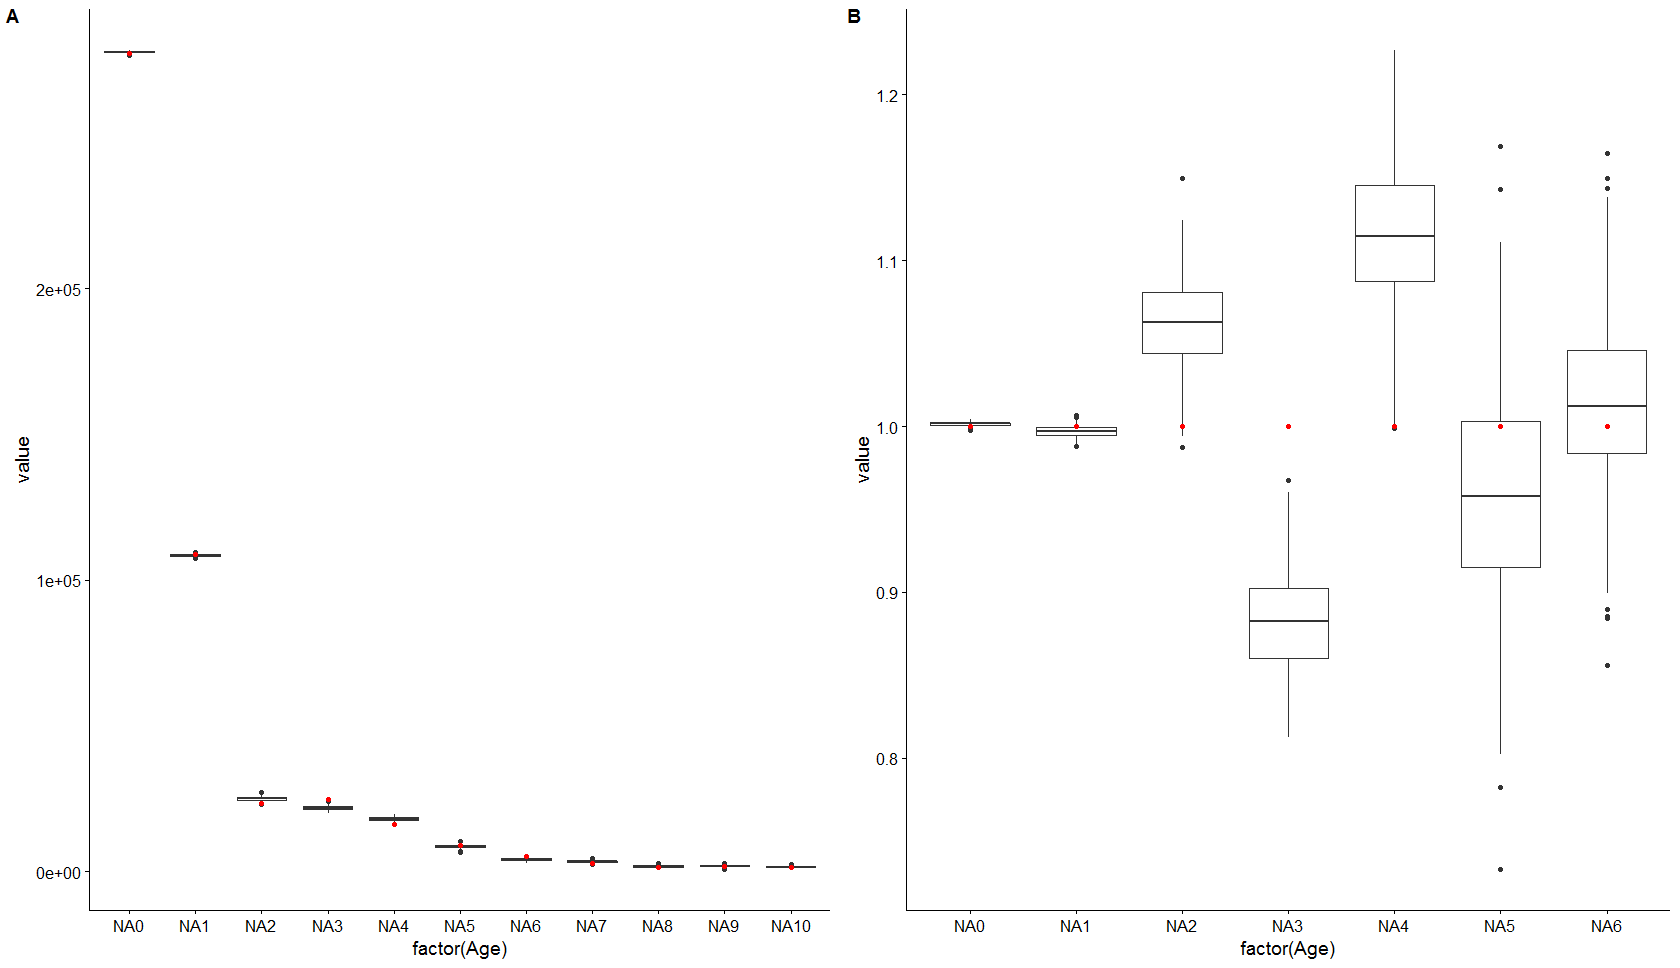 A
value
2e+05
1e+05
0e+00
NA0 NA1 NA2 NA3 NA4 NA5 NA6 NA7 NA8 NA9 NA10
factor(Age)
B
value
1.2
1.1
1.0
0.9
0.8
NA0 NA1 NA2 NA3 NA4 NA5 NA6
factor(Age)